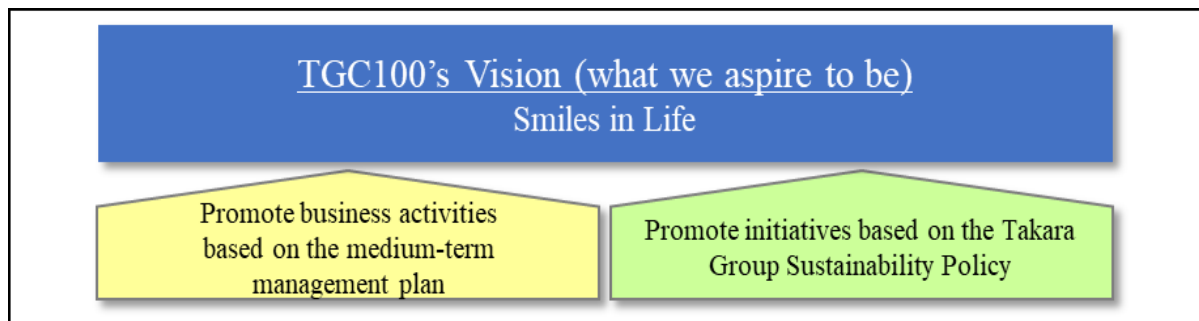 TGC100's Vision (what we aspire to be)
Smiles in Life
Promote business activities
based on the medium-term
management plan
Promote initiatives based on the Takara
Group Sustainability Policy